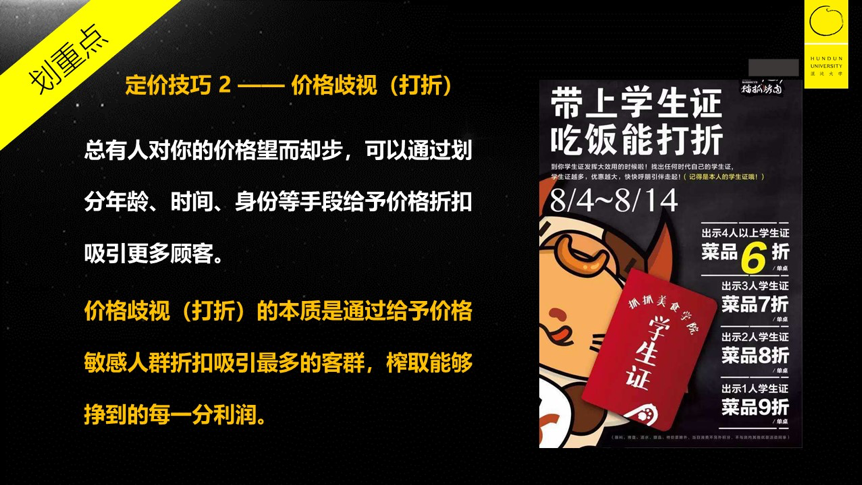 划重点
HUNDUN
UNIVERSITY
混沌大学
定价技巧 2 —— 价格歧视（打折）
总有人对你的价格望而却步，可以通过划
分年龄、时间、身份等手段给予价格折扣
吸引更多顾客。
价格歧视（打折）的本质是通过给予价格
敏感人群折扣吸引最多的客群，榨取能够
挣到的每一分利润。
带上学生证
吃饭能打折
到你学生证发挥大效用的时候啦！找出任何时代自己的学生证，
学生证越多，优惠越大，快快呼朋引伴走起！（记得是本人的学生证哦！）
8/4~8/14
出示4人以上学生证
菜品6折
/单桌
出示3人学生证
菜品7折
/单桌
出示2人学生证
菜品8折
/单桌
出示1人学生证
菜品9折
/单桌
抓抓美食学院
学生证